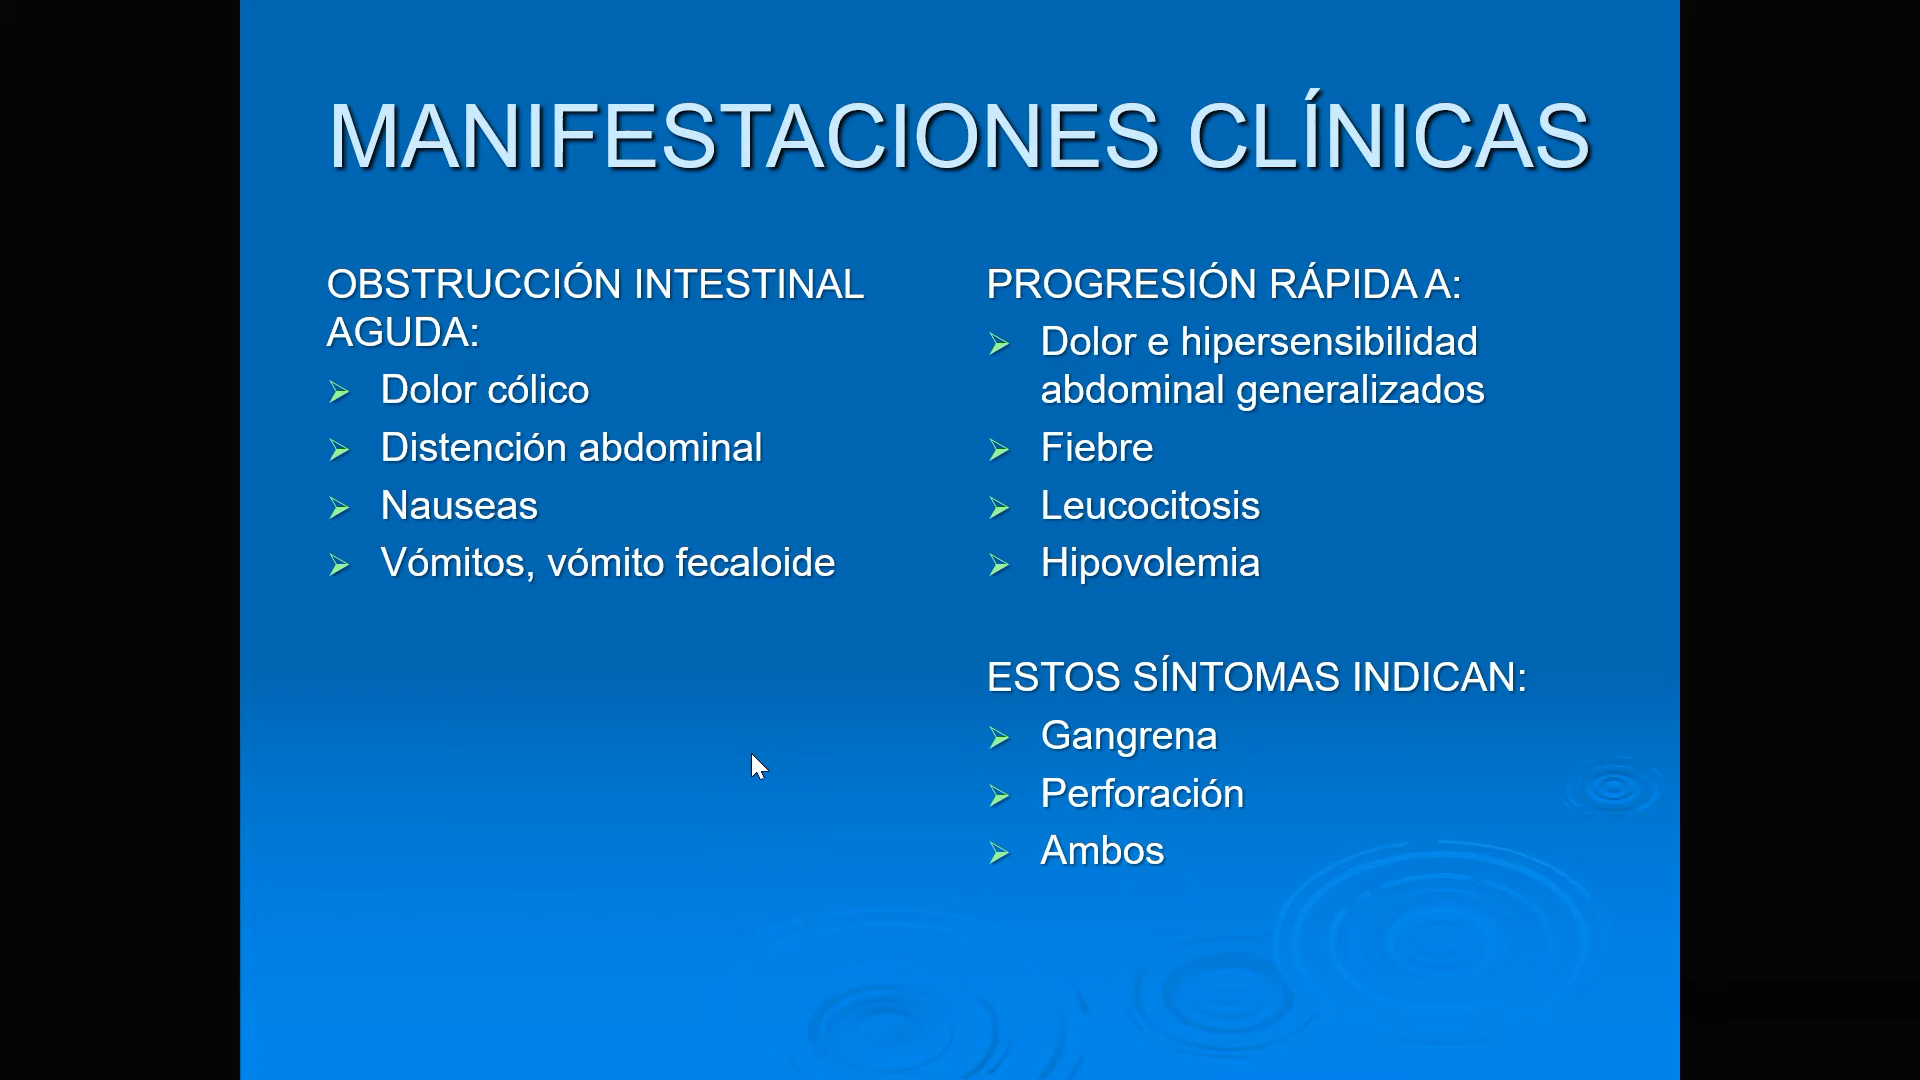 MANIFESTACIONES CLÍNICAS
OBSTRUCCIÓN INTESTINAL
AGUDA:
Dolor cólico
Distención abdominal
Nauseas
Vómitos, vómito fecaloide
PROGRESIÓN RÁPIDA A:
Dolor e hipersensibilidad
abdominal generalizados
Fiebre
Leucocitosis
Hipovolemia
ESTOS SÍNTOMAS INDICAN:
Gangrena
Perforación
Ambos